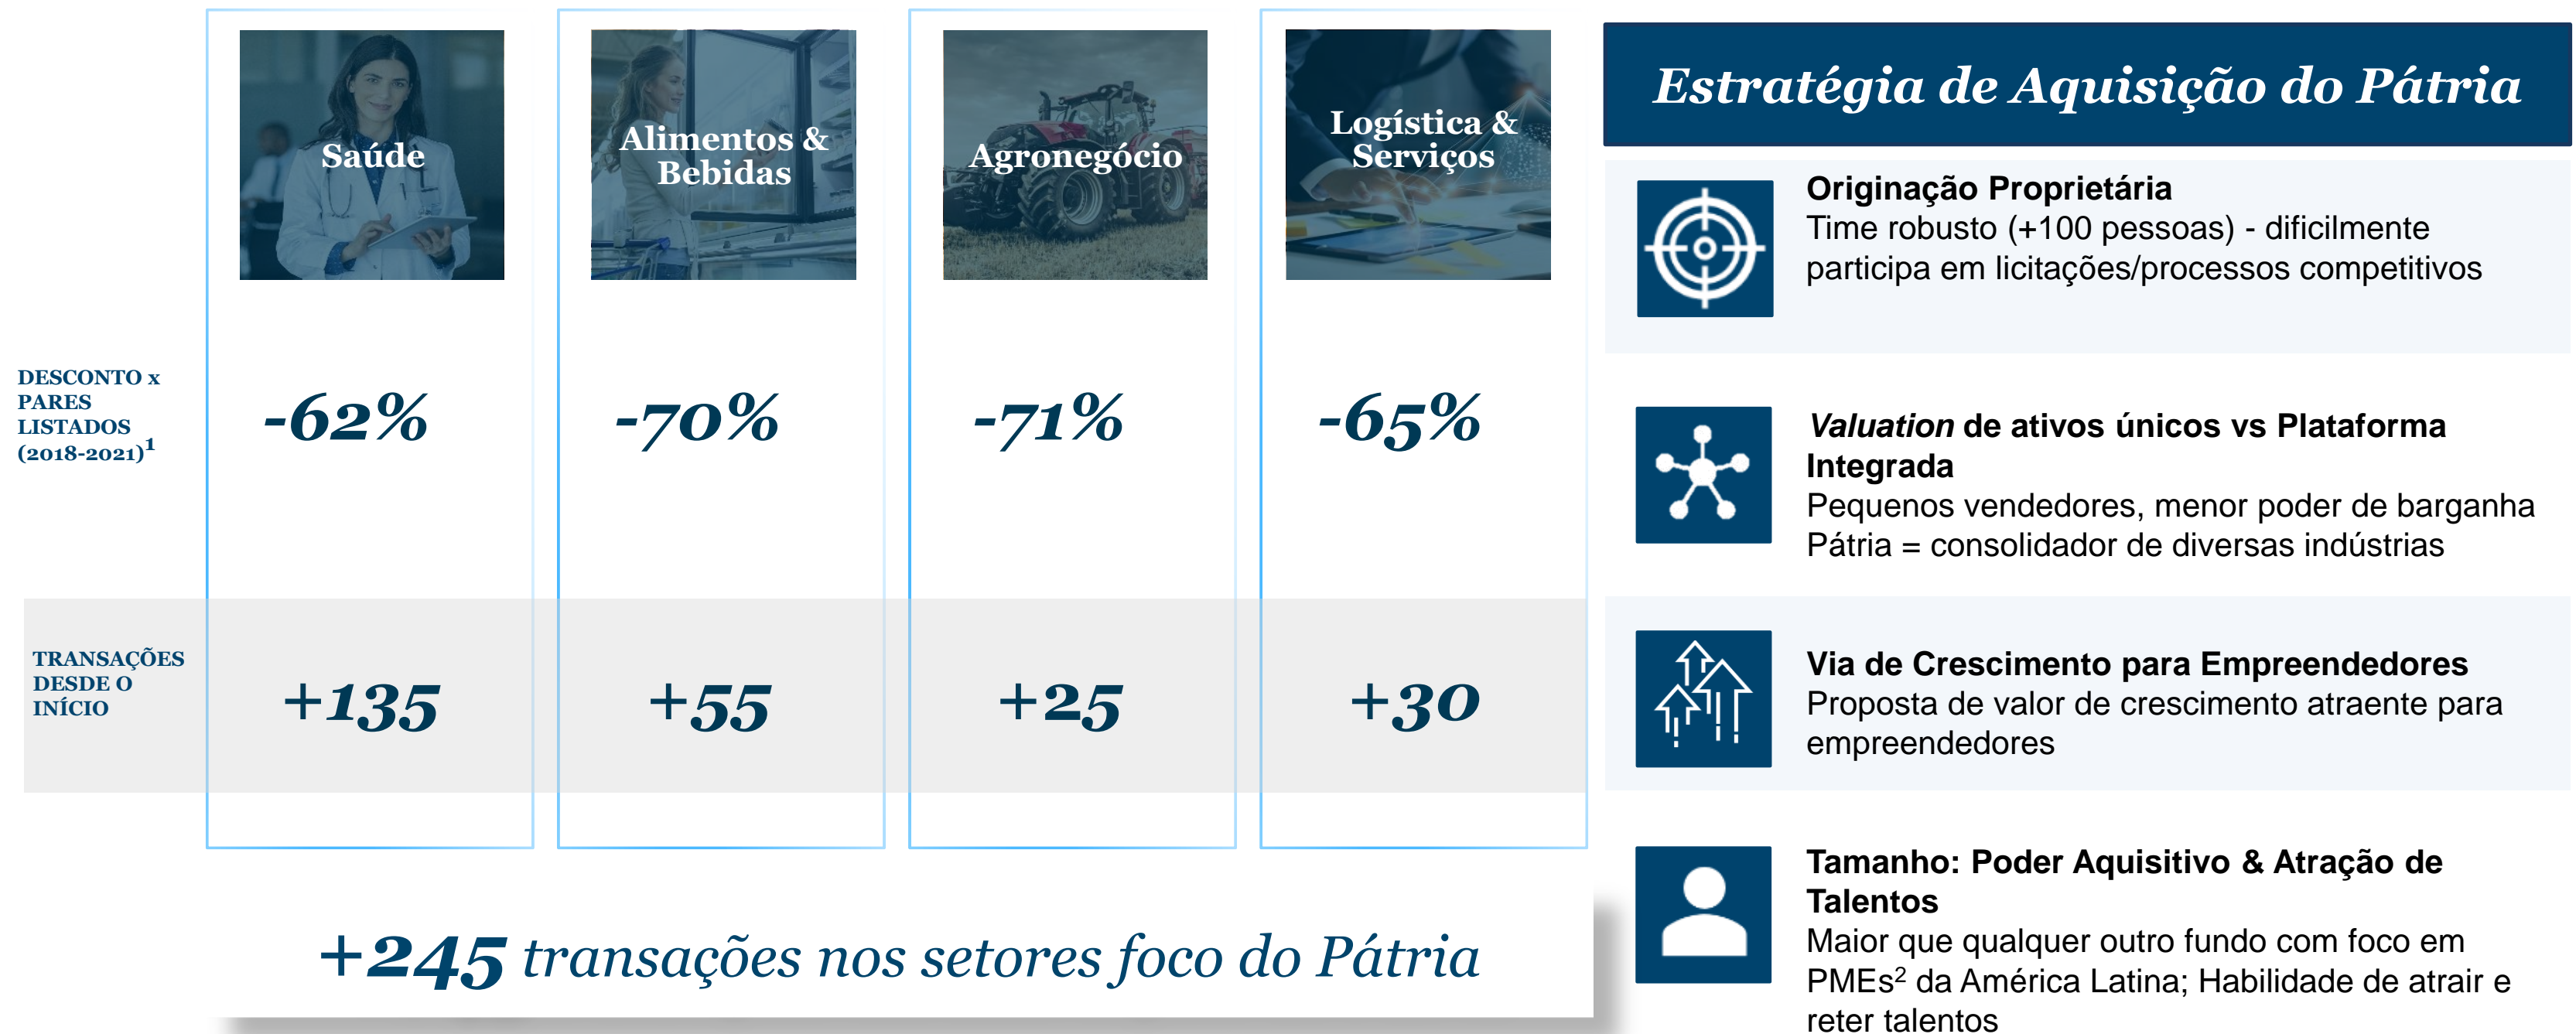 Saúde
Alimentos &
Bebidas
Agronegócio
Logística &
Serviços
DESCONTO x
PARES
LISTADOS
(2018-2021)¹
-62%
-70%
-71%
-65%
TRANSAÇÕES
DESDE O
INÍCIO
+135
+55
+25
+30
+245 transações nos setores foco do Pátria
Estratégia de Aquisição do Pátria
Originação Proprietária
Time robusto (+100 pessoas) - dificilmente
participa em licitações/processos competitivos
Valuation de ativos únicos vs Plataforma
Integrada
Pequenos vendedores, menor poder de barganha
Pátria = consolidador de diversas indústrias
Via de Crescimento para Empreendedores
Proposta de valor de crescimento atraente para
empreendedores
Tamanho: Poder Aquisitivo & Atração de
Talentos
Maior que qualquer outro fundo com foco em
PMEs² da América Latina; Habilidade de atrair e
reter talentos